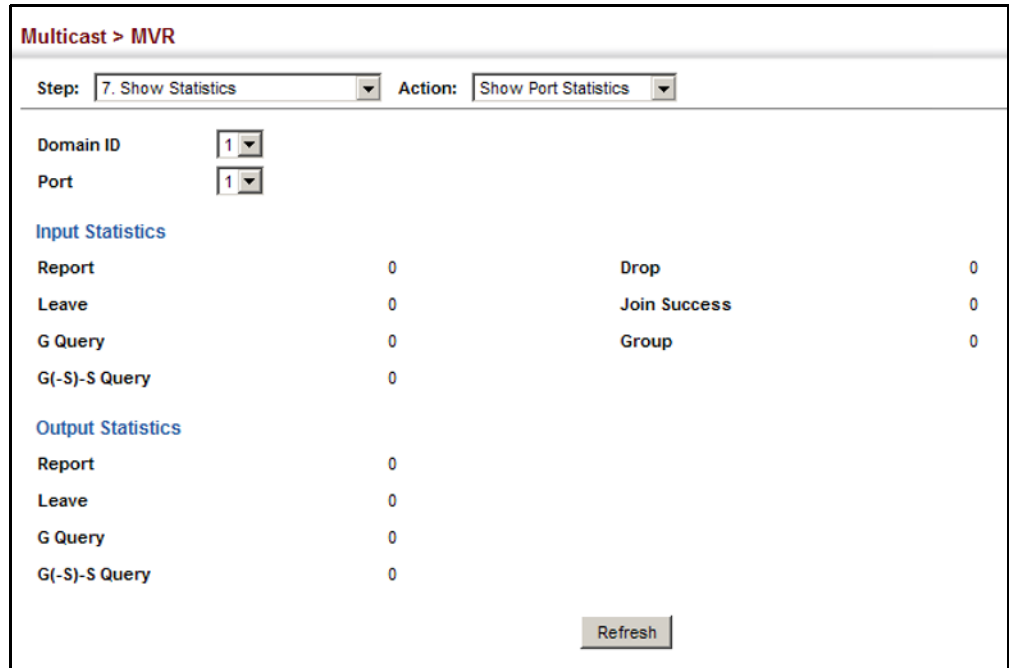 Multicast > MVR
Step: 7. Show Statistics Action: Show Port Statistics
Domain ID 1
Port 1
Input Statistics
Report 0 Drop 0
Leave 0 Join Success 0
G Query 0 Group 0
G(-S)-S Query 0
Output Statistics
Report 0
Leave 0
G Query 0
G(-S)-S Query 0
Refresh